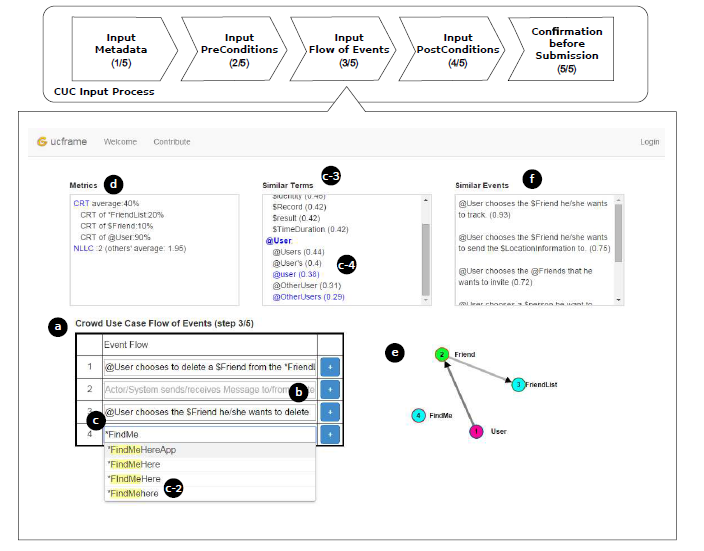 Input
Metadata
(1/5)
Input
PreConditions
(2/5)
Input
Flow of Events
(3/5)
Input
PostConditions
(4/5)
Confirmation
before
Submission
(5/5)
CUC Input Process
ucframe Welcome Contribute Login
Metrics d
CRT average:40%
CRT of *FriendList:20%
CRT of $Friend:10%
CRT of @User:90%
NLLC :2 (others' average: 1.95)
Similar Terms c-3
$Identity (0.46)
$Record (0.42)
$result (0.42)
$TimeDuration (0.42)
@User
@Users (0.44)
@User's (0.4)
@user (0.38)
@OtherUser (0.31)
@OtherUsers (0.29)
c-4
Similar Events f
@User chooses the $Friend he/she wants
to track. (0.93)
@User chooses the $Friend he/she wants
to send the $LocationInformation to. (0.75)
@User chooses the @Friends that he
wants to invite (0.72)
@User chooses a $person he want to
a Crowd Use Case Flow of Events (step 3/5)
Event Flow
1 @User chooses to delete a $Friend from the *FriendL +
2 Actor/System sends/receives Message to/from +
b
3 @User chooses the $Friend he/she wants to delete +
c
4 *FindMe +
*FindMeHereApp
*FindMeHere
*FIndMeHere
*FindMehere
c-2
e
2 Friend
3 FriendList
4 FindMe
1 User